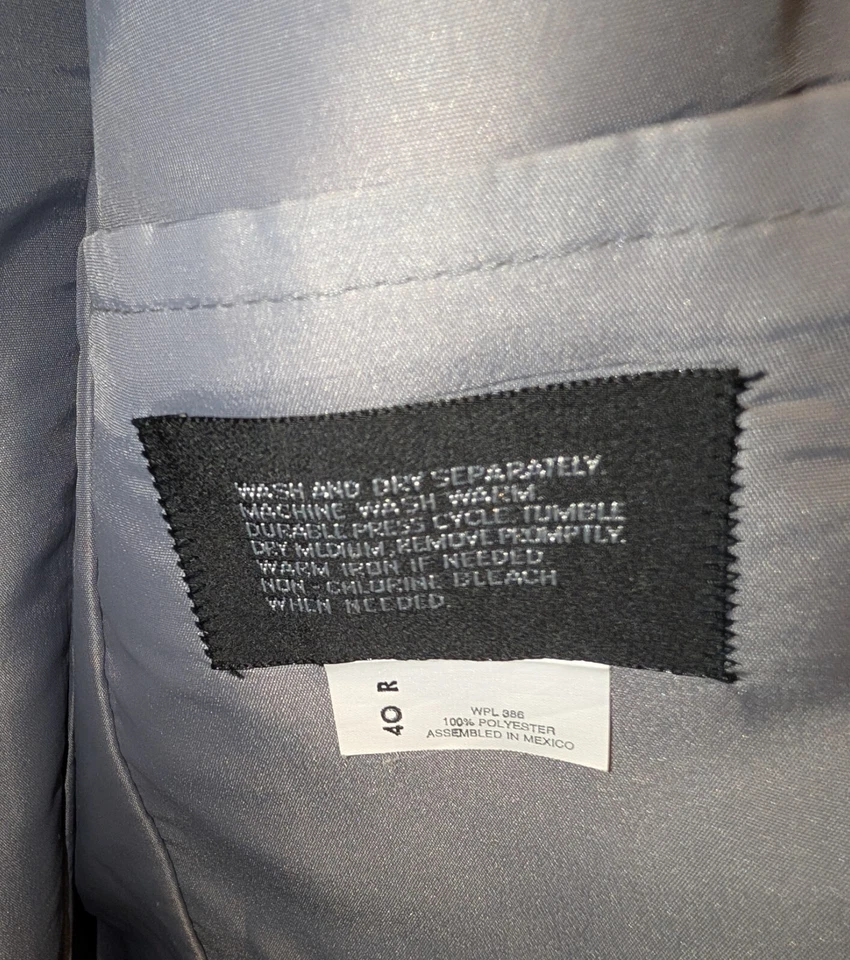 WASH AND DRY SEPARATELY.
MACHINE WASH WARM.
DURABLE PRESS CYCLE. TUMBLE
DRY MEDIUM. REMOVE PROMPTLY.
WARM IRON IF NEEDED.
NON-CHLORINE BLEACH
WHEN NEEDED.
40 R
WPL 386
100% POLYESTER
ASSEMBLED IN MEXICO